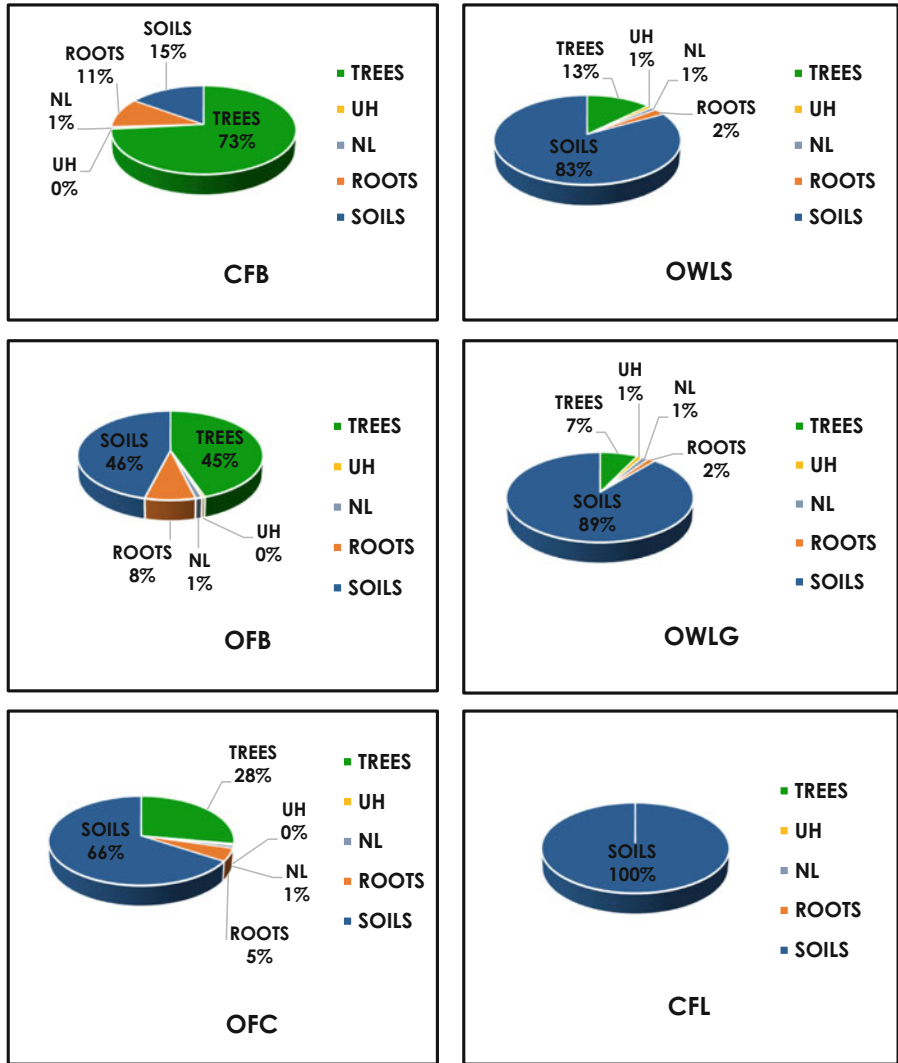 SOILS
15%
ROOTS
11%
NL
1%
UH
0%
TREES
73%
TREES
UH
NL
ROOTS
SOILS
CFB
TREES
13%
UH
1%
NL
1%
ROOTS
2%
SOILS
83%
TREES
UH
NL
ROOTS
SOILS
OWLS
SOILS
46%
TREES
45%
ROOTS
8%
NL
1%
UH
0%
TREES
UH
NL
ROOTS
SOILS
OFB
TREES
7%
UH
1%
NL
1%
ROOTS
2%
SOILS
89%
TREES
UH
NL
ROOTS
SOILS
OWLG
TREES
28%
UH
0%
NL
1%
ROOTS
5%
SOILS
66%
TREES
UH
NL
ROOTS
SOILS
OFC
SOILS
100%
TREES
UH
NL
ROOTS
SOILS
CFL